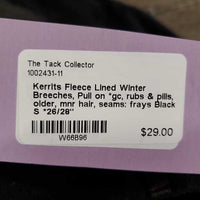 The Tack Collector
1002431-11
Kerrits Fleece Lined Winter
Breeches, Pull on *gc, rubs & pills,
older, mnr hair, seams: frays Black
S *26/28"
W66B96
$29.00